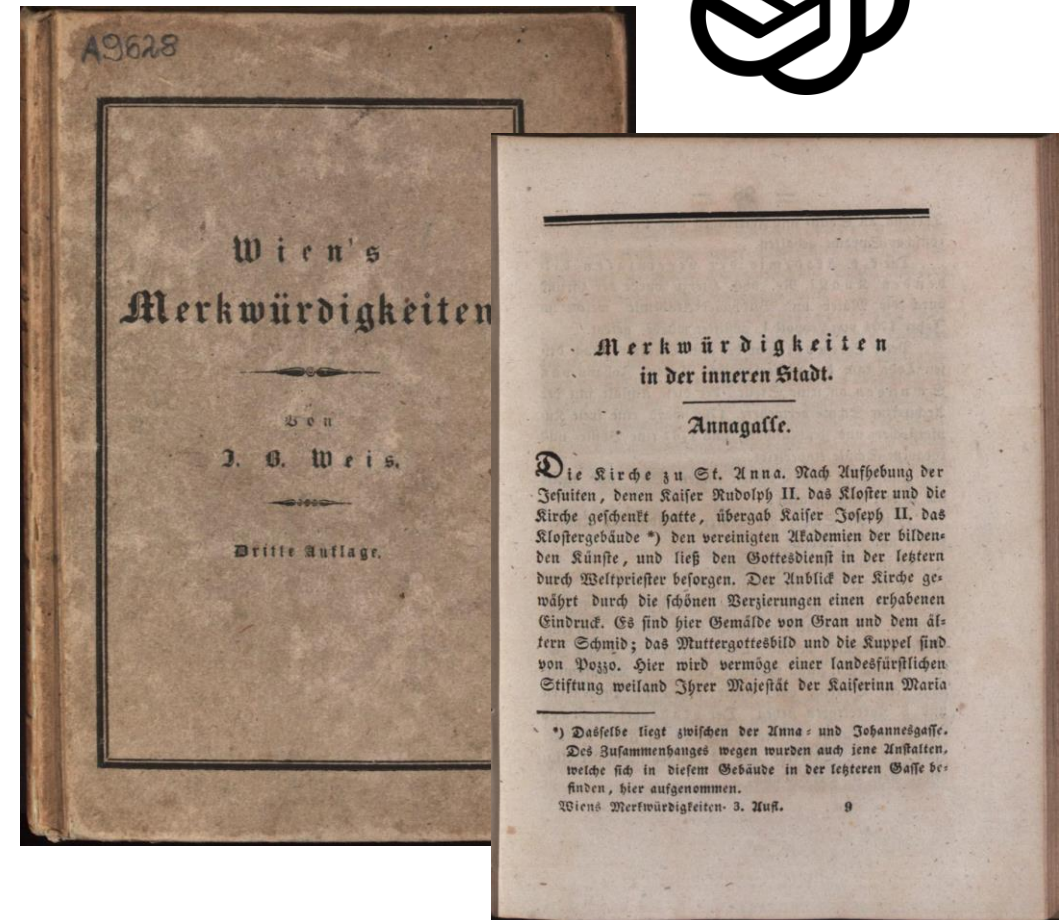 A9628
Wien's
Merkwürdigkeiten
Von
J. B. Weis.
Dritte Auflage.
Merkwürdigkeiten
in der inneren Stadt.
Annagasse.
Die Kirche zu St. Anna. Nach Aufhebung der
Jesuiten, denen Kaiser Rudolph II. das Kloster und die
Kirche geschenkt hatte, übergab Kaiser Joseph II. das
Klostergebäude *) den vereinigten Akademien der bilden-
den Künste, und ließ den Gottesdienst in der letztern
durch Weltpriester besorgen. Der Anblick der Kirche ge-
währt durch die schönen Verzierungen einen erhabenen
Eindruck. Es sind hier Gemälde von Gran und dem äl-
tern Schmid; das Muttergottesbild und die Kuppel sind
von Pozzo. Hier wird vermöge einer landesfürstlichen
Stiftung weiland Ihrer Majestät der Kaiserinn Maria
*) Dasselbe liegt zwischen der Anna- und Johannesgasse.
Des Zusammenhanges wegen wurden auch jene Anstalten,
welche sich in diesem Gebäude in der letzteren Gasse be-
finden, hier aufgenommen.
Wiens Merkwürdigkeiten. 3. Aufl. 9